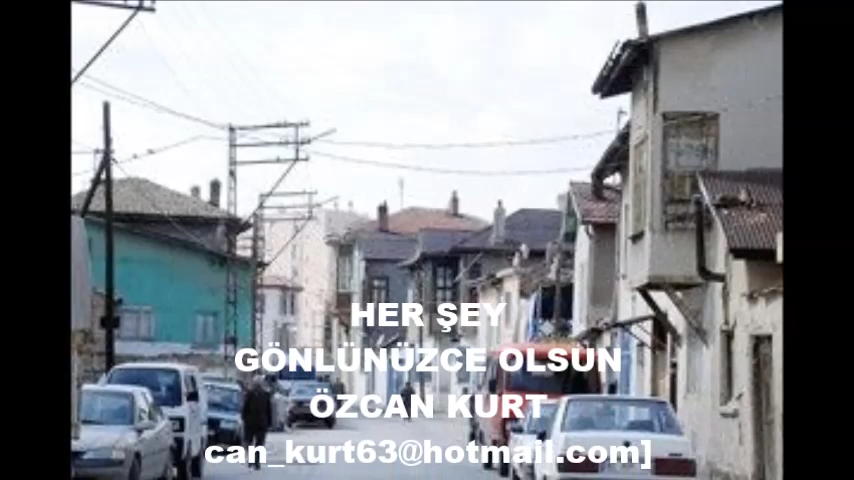 HER ŞEY
GÖNLÜNÜZCE OLSUN
ÖZCAN KURT
can_kurt63@hotmail.com]